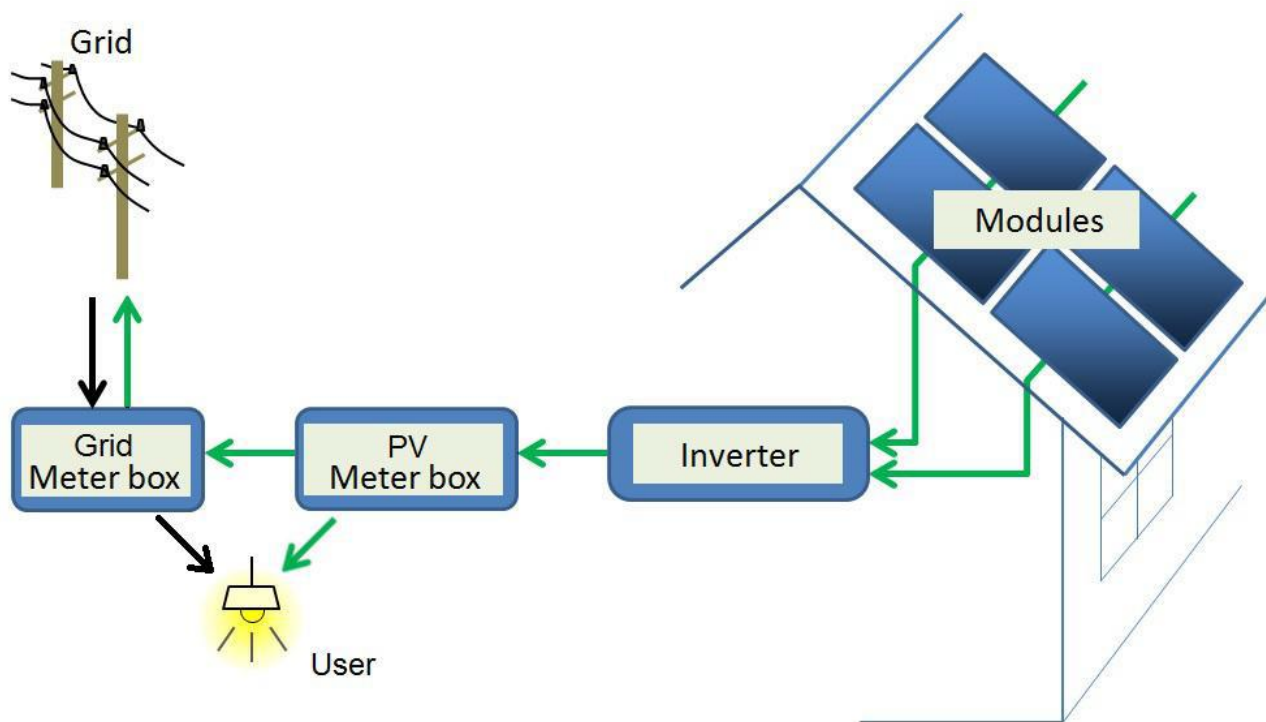 Grid
Modules
Grid
Meter box
PV
Meter box
Inverter
User